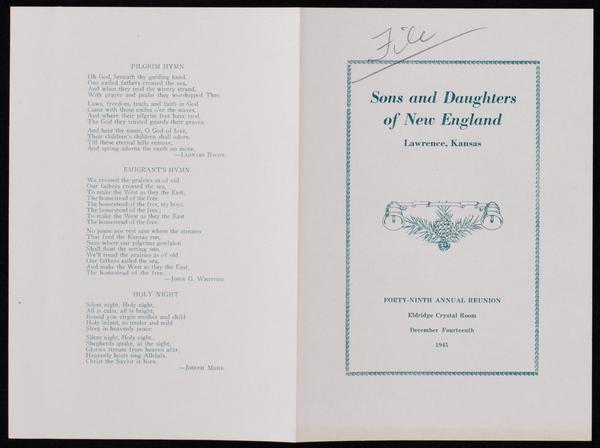 PILGRIM HYMN
Oh God, beneath thy guiding hand,
Our exiled fathers crossed the sea,
And when they trod the wintry strand,
With prayer and psalm they worshipped Thee.
Laws, freedom, truth, and faith in God
Came with those exiles o'er the waves,
And where their pilgrim feet have trod,
The God they trusted guards their graves.
And here thy name, O God of love,
Their children's children shall adore,
Till these eternal hills remove,
And spring adorns the earth no more.
—Leonard Bacon
EMIGRANT'S HYMN
We crossed the prairies as of old
Our fathers crossed the sea,
To make the West as they the East,
The homestead of the free.
The homestead of the free, my boys,
The homestead of the free;
To make the West as they the East
The homestead of the free.
No pause nor rest save where the streams
That feed the Kansas run,
Save where our pilgrims gonfalon
Shall flout the setting sun.
We'll tread the prairies as of old
Our fathers sailed the sea,
And make the West as they the East,
The homestead of the free.
—John G. Whittier
HOLY NIGHT
Silent night, Holy night,
All is calm, all is bright,
Round yon virgin mother and child
Holy infant, so tender and mild
Sleep in heavenly peace.
Silent night, Holy night,
Shepherds quake, at the sight,
Glories stream from heaven afar,
Heavenly hosts sing Alleluia,
Christ the Savior is born.
—Joseph Mohr
File
Sons and Daughters
of New England
Lawrence, Kansas
FORTY-NINTH ANNUAL REUNION
Eldridge Crystal Room
December Fourteenth
1945